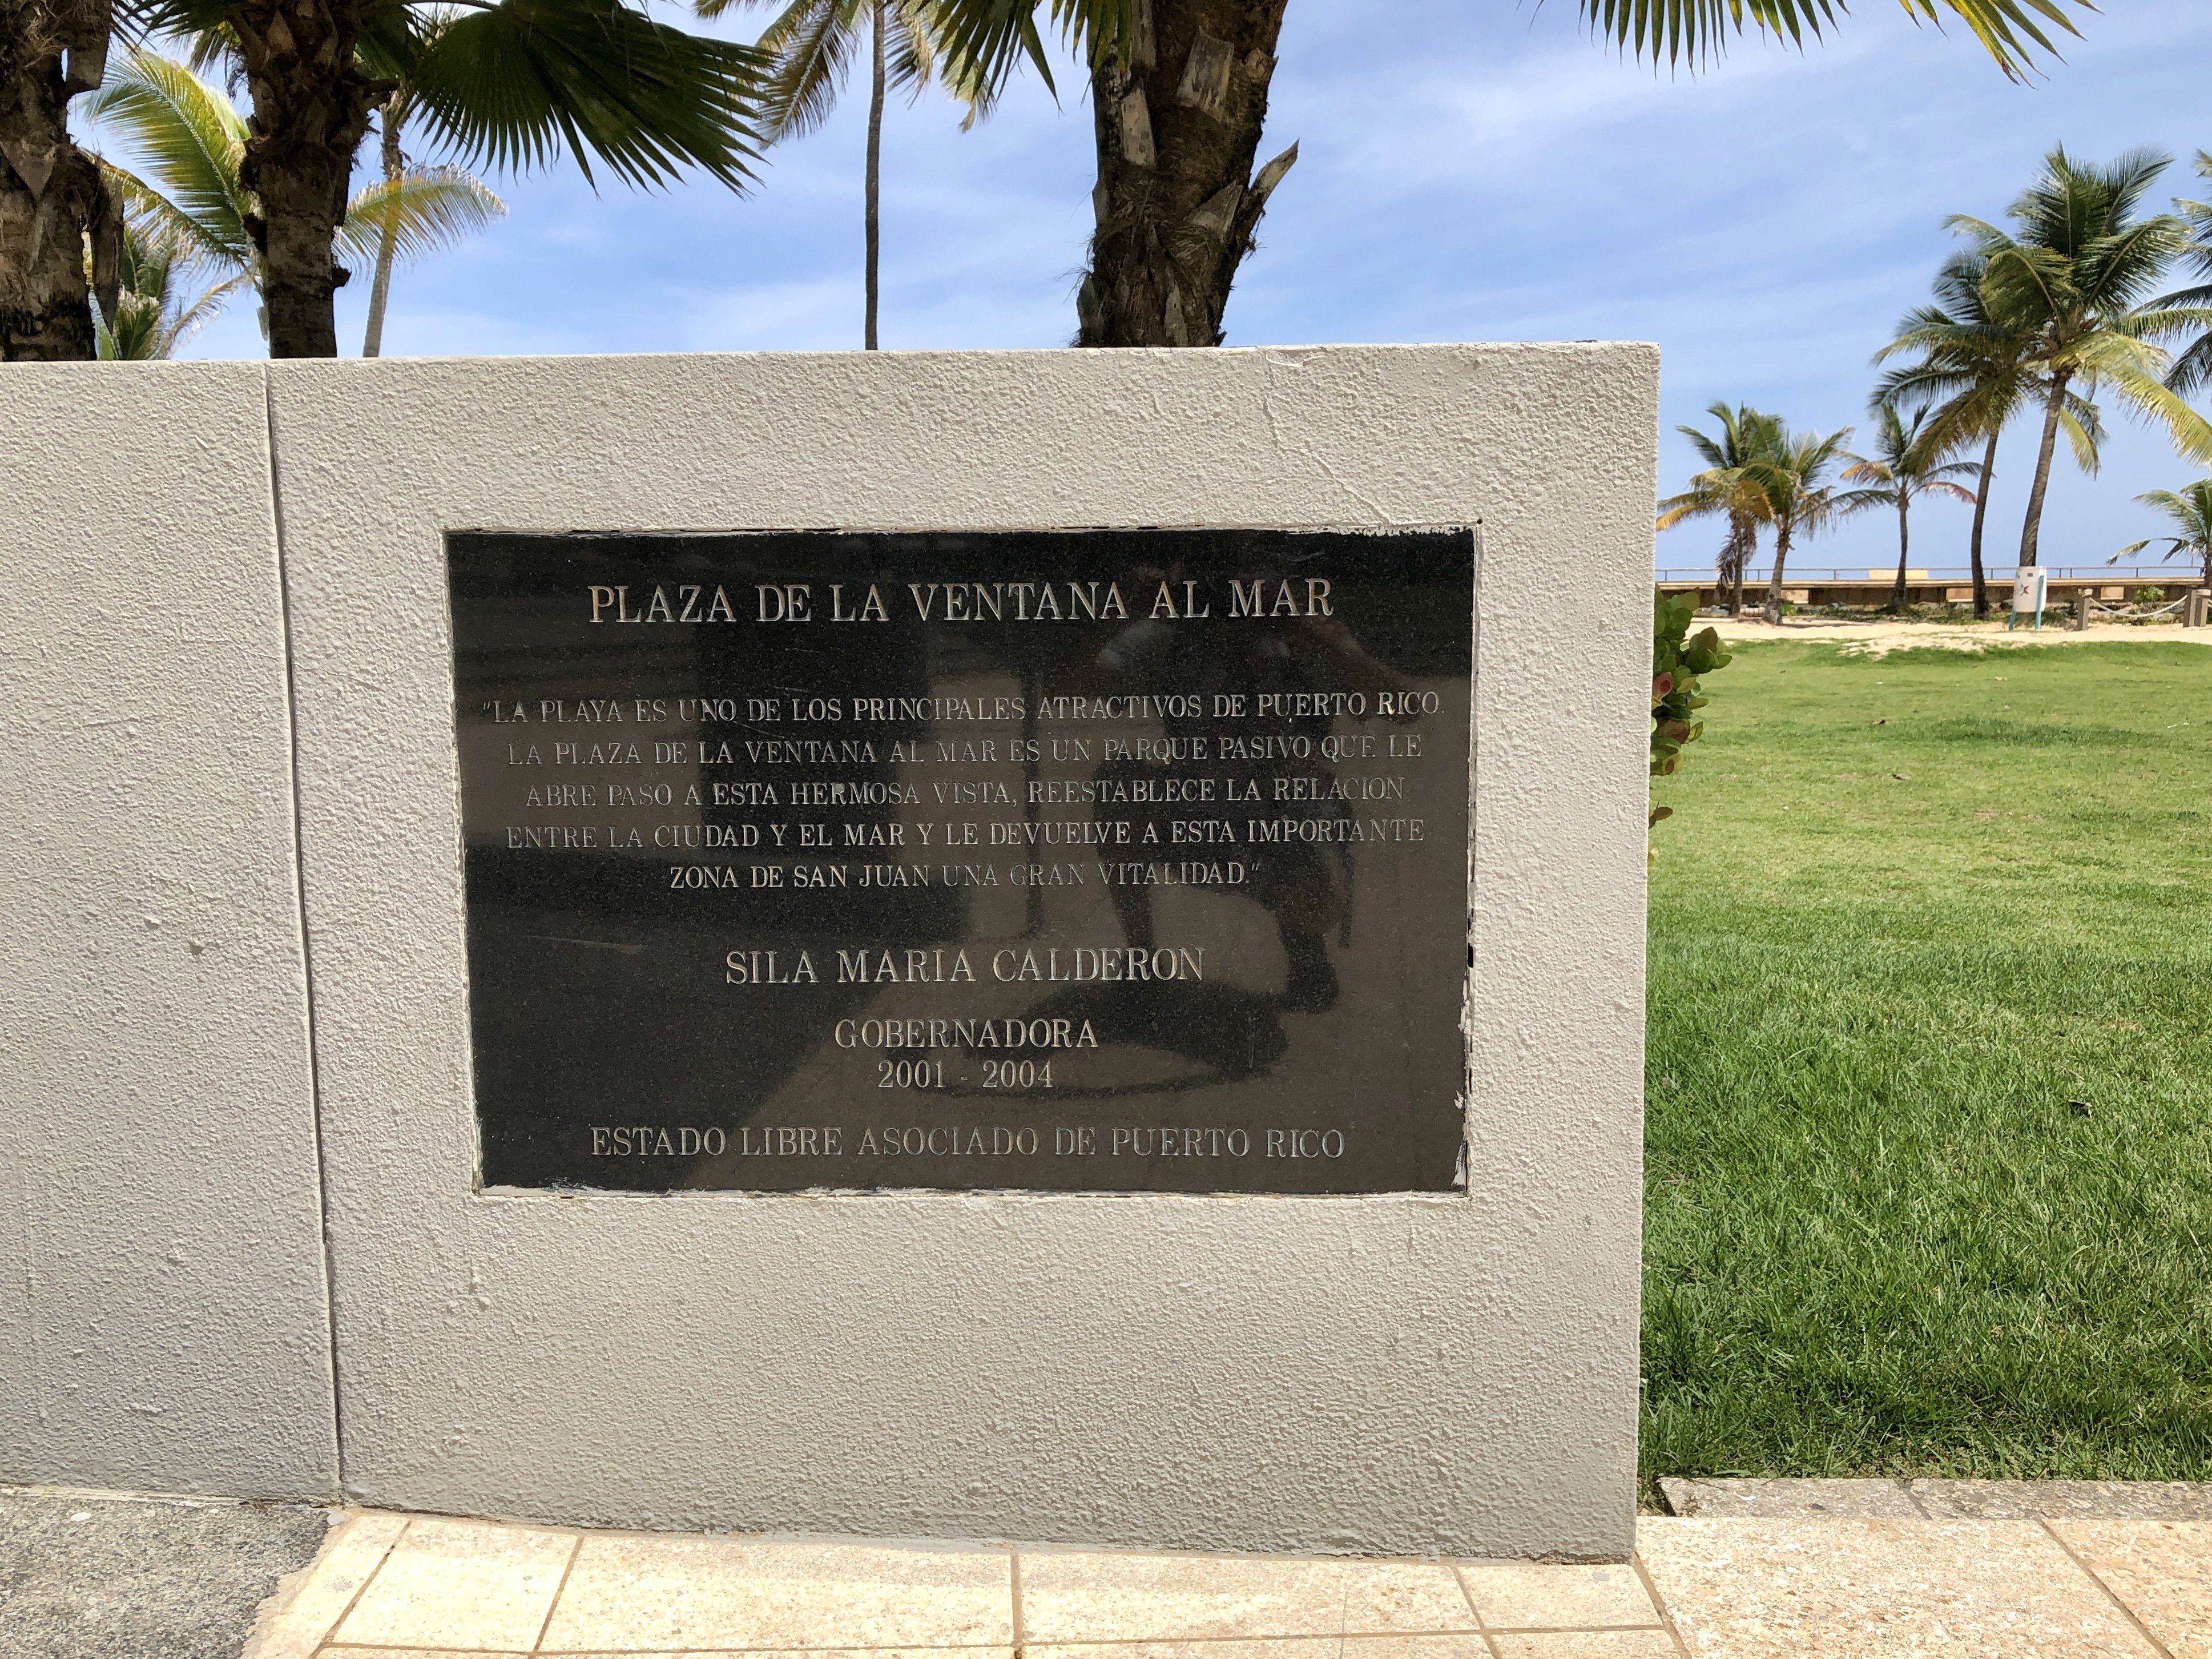 PLAZA DE LA VENTANA AL MAR
"LA PLAYA ES UNO DE LOS PRINCIPALES ATRACTIVOS DE PUERTO RICO.
LA PLAZA DE LA VENTANA AL MAR ES UN PARQUE PASIVO QUE LE
ABRE PASO A ESTA HERMOSA VISTA, REESTABLECE LA RELACION
ENTRE LA CIUDAD Y EL MAR Y LE DEVUELVE A ESTA IMPORTANTE
ZONA DE SAN JUAN UNA GRAN VITALIDAD."
SILA MARIA CALDERON
GOBERNADORA
2001 - 2004
ESTADO LIBRE ASOCIADO DE PUERTO RICO